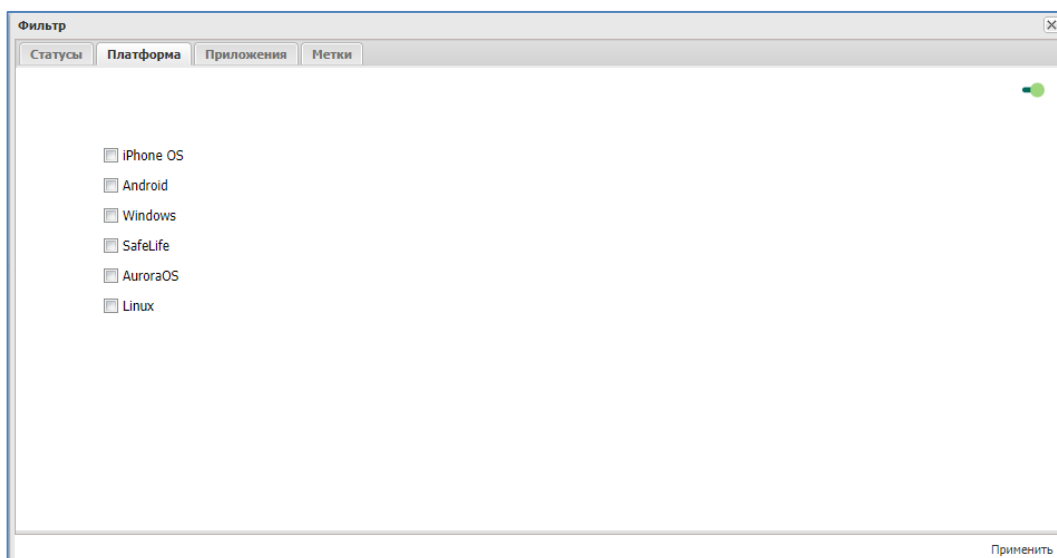 Фильтр
Статусы Платформа Приложения Метки
iPhone OS
Android
Windows
SafeLife
AuroraOS
Linux
Применить